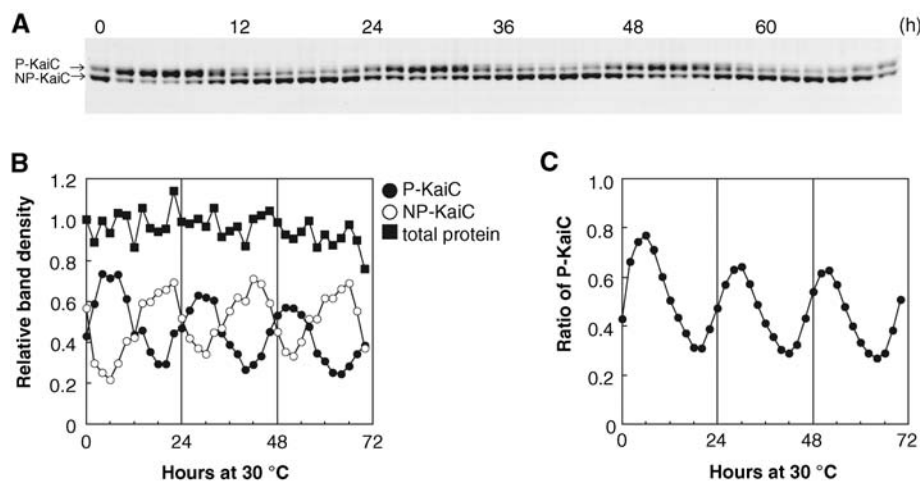 A
0 12 24 36 48 60 (h)
P-KaiC
NP-KaiC
B
1.2
1.0
0.8
0.6
0.4
0.2
0
0 24 48 72
Relative band density
Hours at 30 °C
P-KaiC
NP-KaiC
total protein
C
1.0
0.8
0.6
0.4
0.2
0
0 24 48 72
Ratio of P-KaiC
Hours at 30 °C